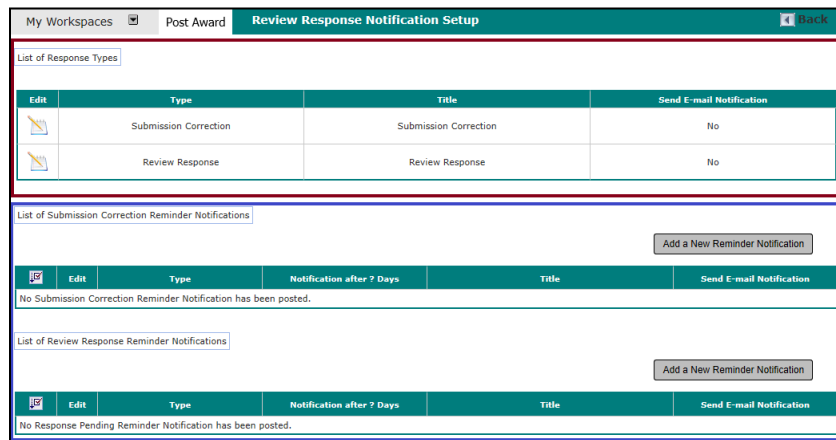 My Workspaces Post Award Review Response Notification Setup Back
List of Response Types
Edit Type Title Send E-mail Notification
Submission Correction Submission Correction No
Review Response Review Response No
List of Submission Correction Reminder Notifications
Add a New Reminder Notification
Edit Type Notification after ? Days Title Send E-mail Notification
No Submission Correction Reminder Notification has been posted.
List of Review Response Reminder Notifications
Add a New Reminder Notification
Edit Type Notification after ? Days Title Send E-mail Notification
No Response Pending Reminder Notification has been posted.